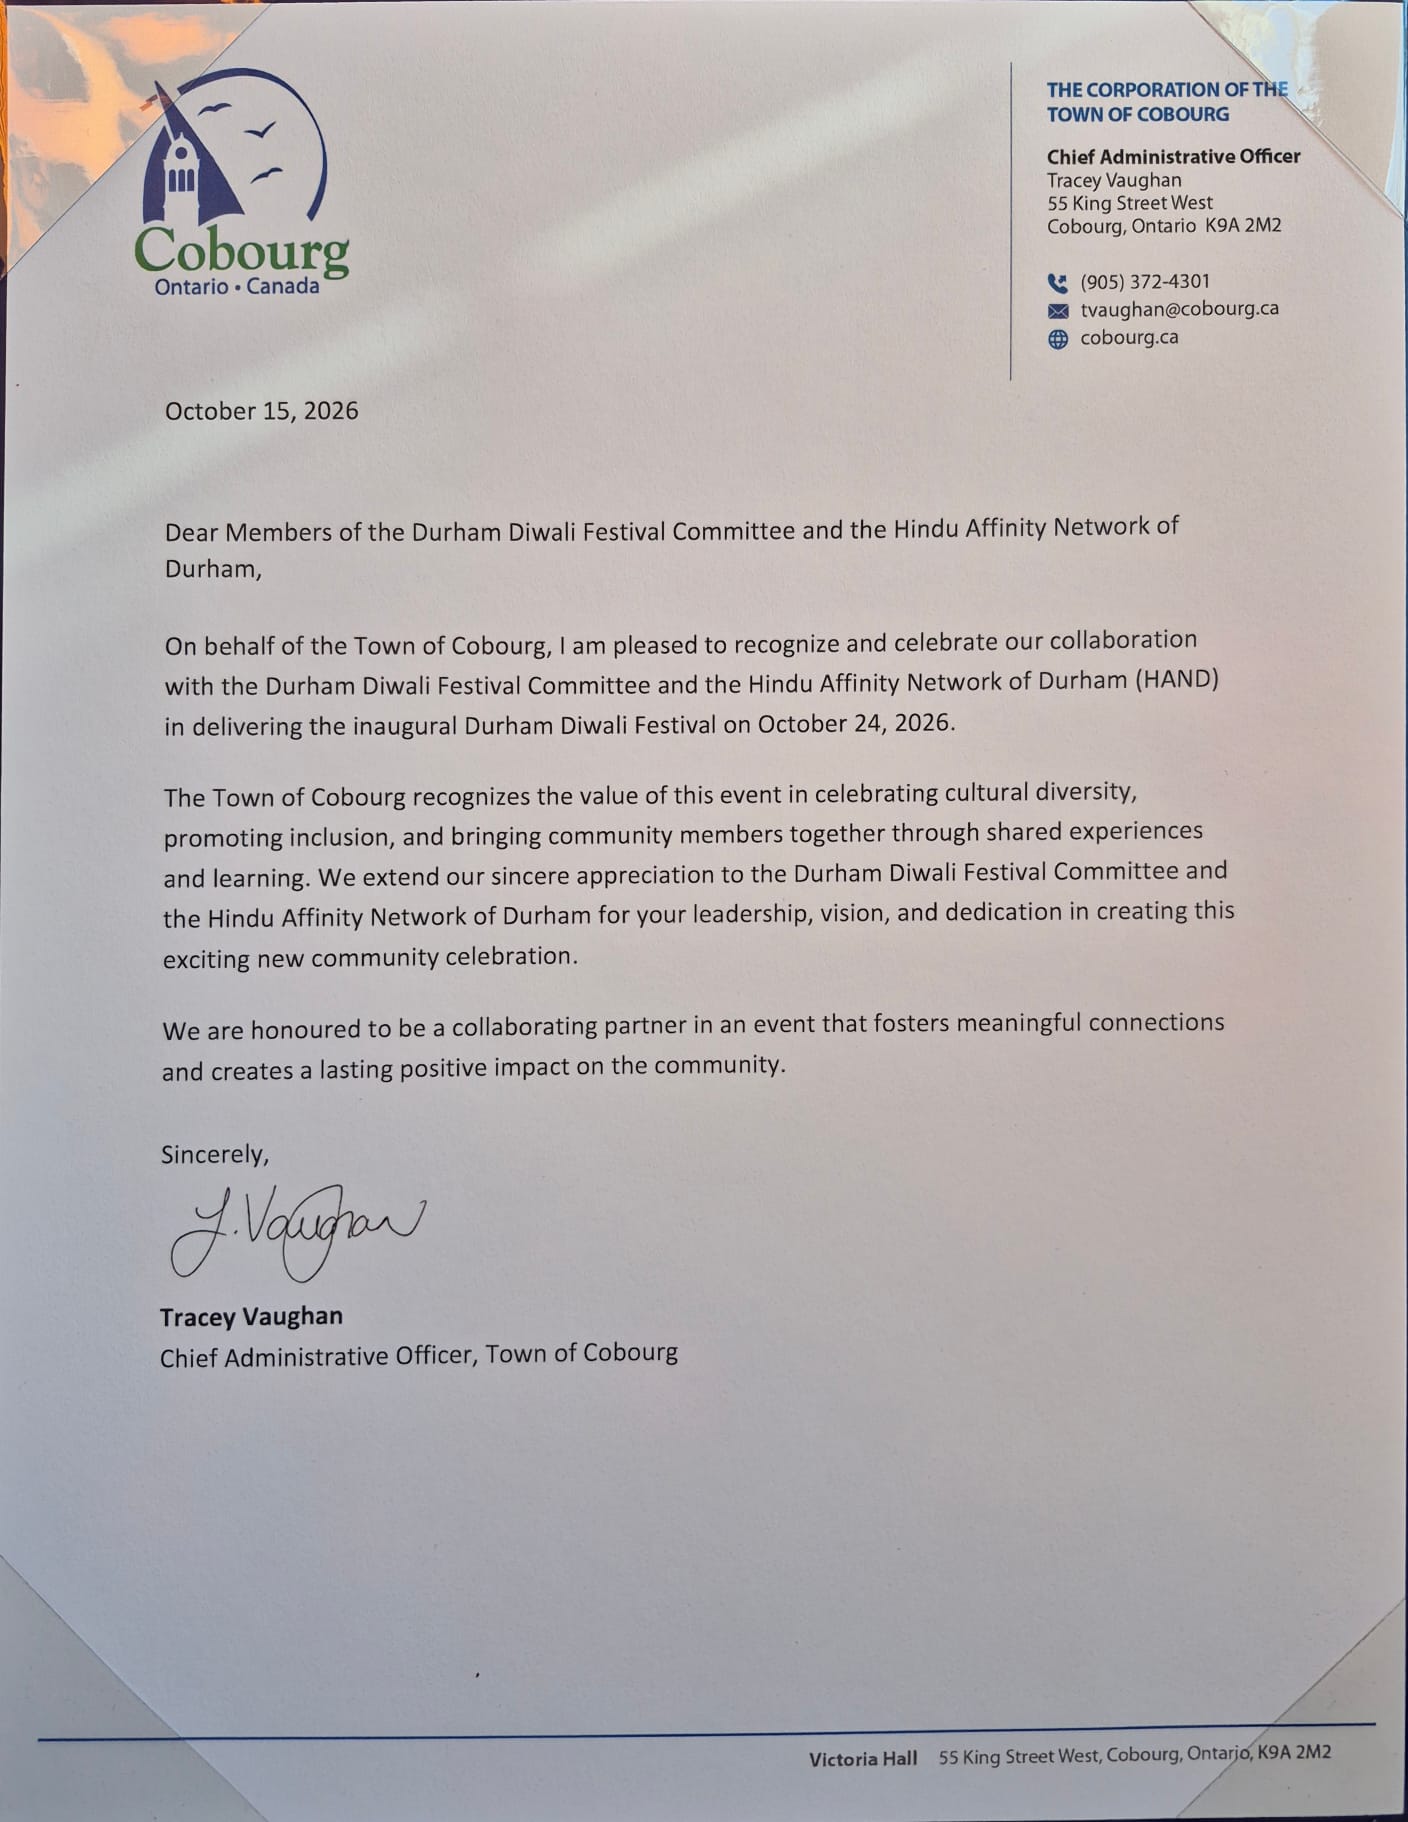 Cobourg
Ontario • Canada
THE CORPORATION OF THE
TOWN OF COBOURG
Chief Administrative Officer
Tracey Vaughan
55 King Street West
Cobourg, Ontario K9A 2M2
(905) 372-4301
tvaughan@cobourg.ca
cobourg.ca
October 15, 2026
Dear Members of the Durham Diwali Festival Committee and the Hindu Affinity Network of
Durham,
On behalf of the Town of Cobourg, I am pleased to recognize and celebrate our collaboration
with the Durham Diwali Festival Committee and the Hindu Affinity Network of Durham (HAND)
in delivering the inaugural Durham Diwali Festival on October 24, 2026.
The Town of Cobourg recognizes the value of this event in celebrating cultural diversity,
promoting inclusion, and bringing community members together through shared experiences
and learning. We extend our sincere appreciation to the Durham Diwali Festival Committee and
the Hindu Affinity Network of Durham for your leadership, vision, and dedication in creating this
exciting new community celebration.
We are honoured to be a collaborating partner in an event that fosters meaningful connections
and creates a lasting positive impact on the community.
Sincerely,
T. Vaughan
Tracey Vaughan
Chief Administrative Officer, Town of Cobourg
Victoria Hall 55 King Street West, Cobourg, Ontario, K9A 2M2